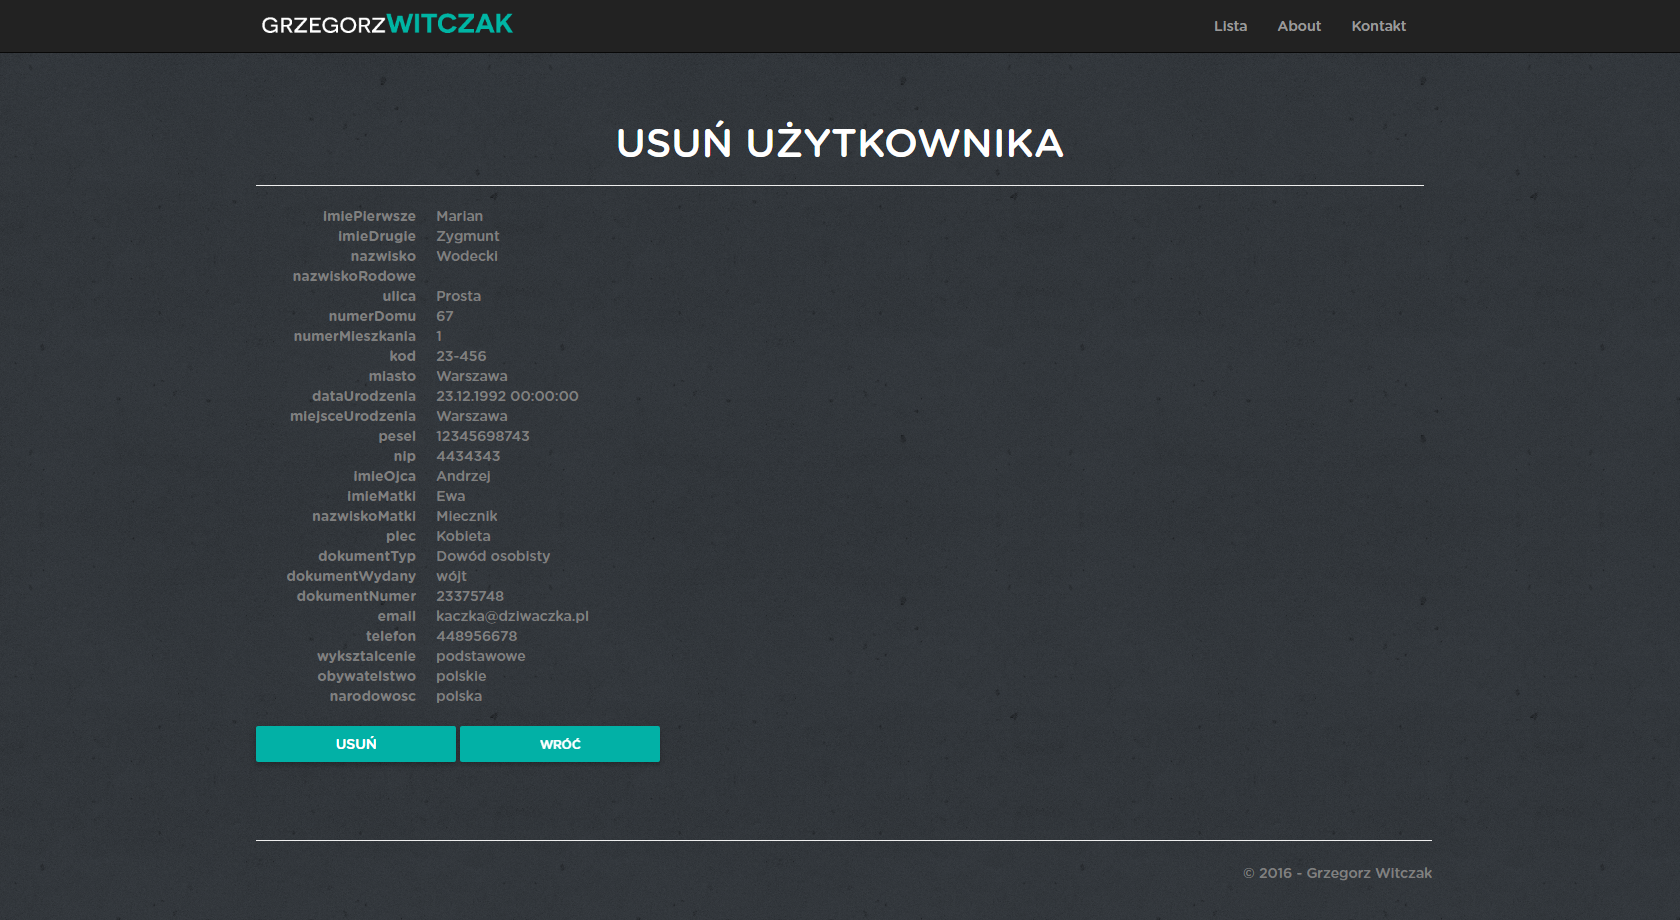 GRZEGORZWITCZAK Lista About Kontakt
USUŃ UŻYTKOWNIKA
imiePierwsze Marian
imieDrugie Zygmunt
nazwisko Wodecki
nazwiskoRodowe
ulica Prosta
numerDomu 67
numerMieszkania 1
kod 23-456
miasto Warszawa
dataUrodzenia 23.12.1992 00:00:00
miejsceUrodzenia Warszawa
pesel 12345698743
nip 4434343
imieOjca Andrzej
imieMatki Ewa
nazwiskoMatki Miecznik
plec Kobieta
dokumentTyp Dowód osobisty
dokumentWydany wójt
dokumentNumer 23375748
email kaczka@dziwaczka.pl
telefon 448956678
wyksztalcenie podstawowe
obywatelstwo polskie
narodowosc polska
USUŃ WRÓĆ
© 2016 - Grzegorz Witczak